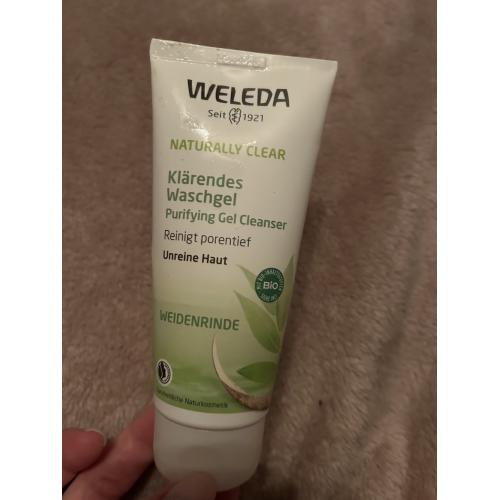 WELEDA
Seit 1921
NATURALLY CLEAR
Klärendes
Waschgel
Purifying Gel Cleanser
Reinigt porentief
Unreine Haut
Bio
WEIDENRINDE
Naturkosmetik